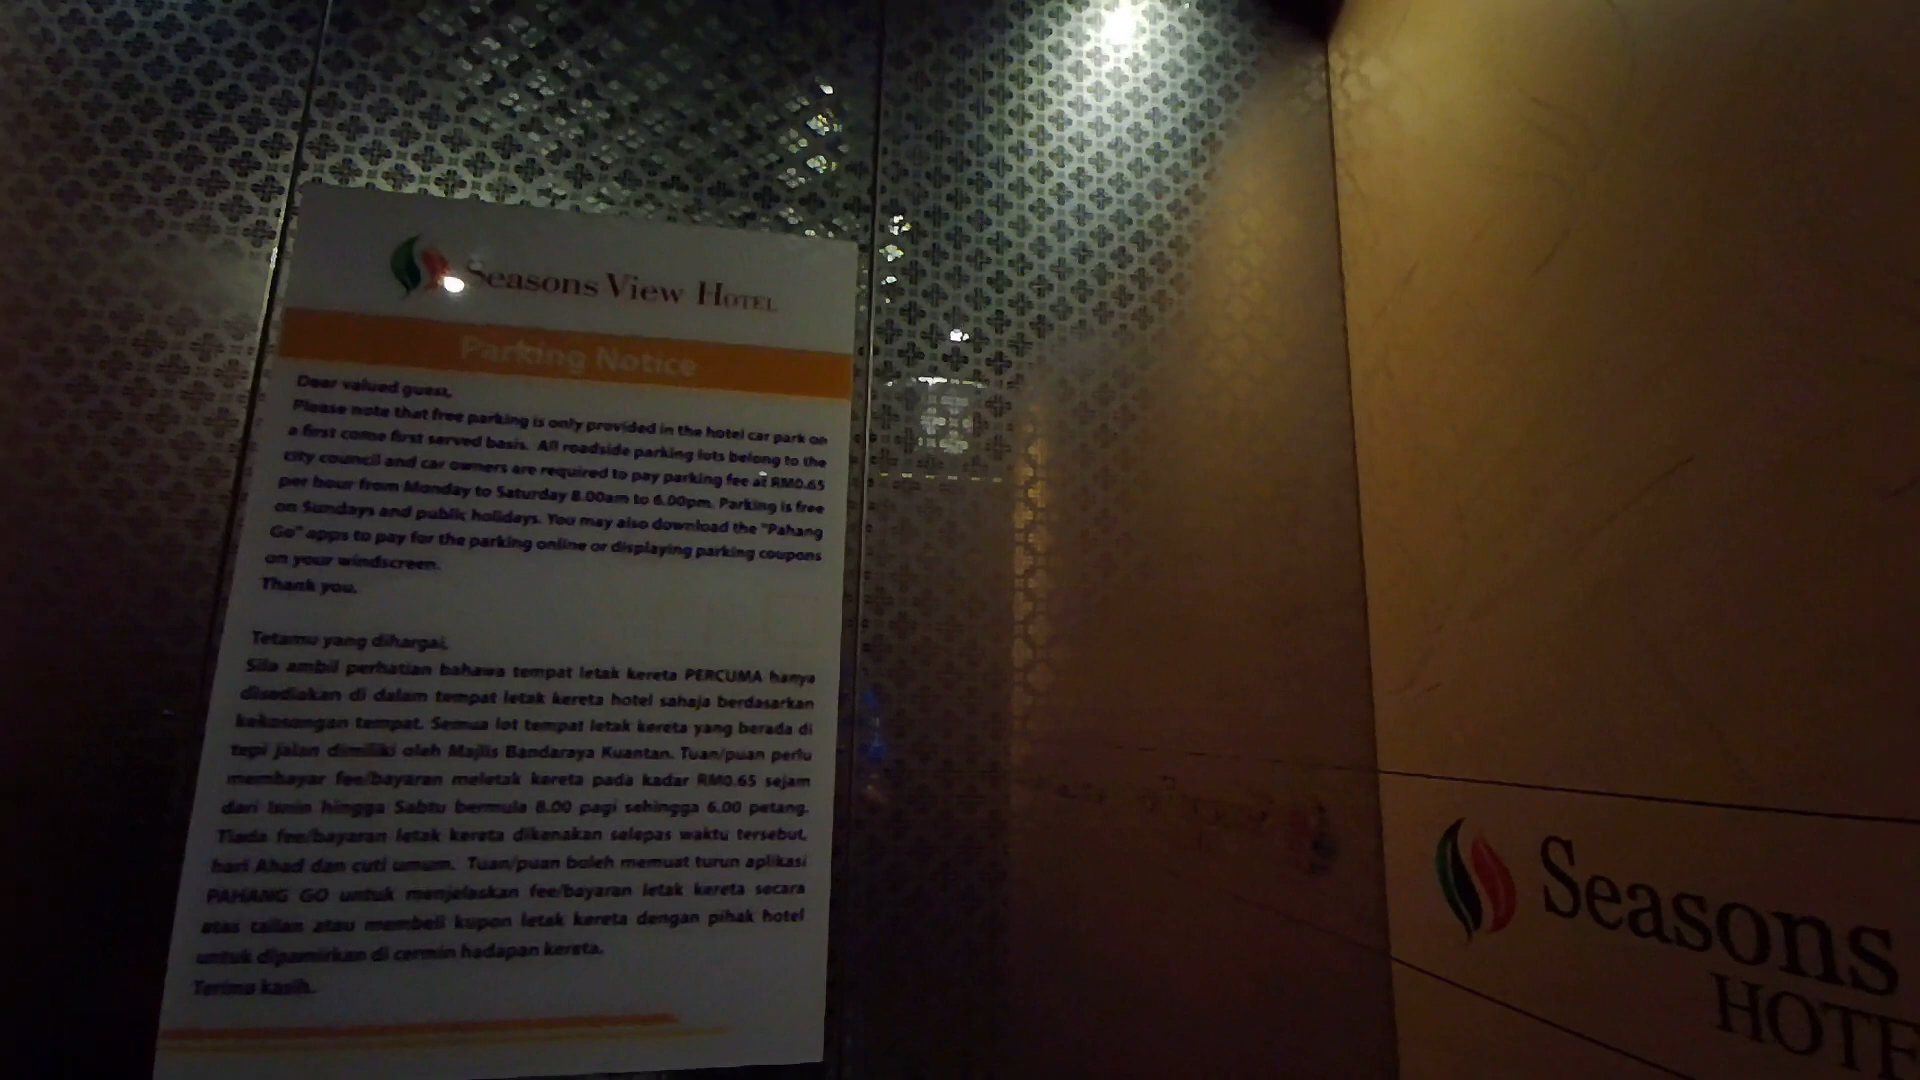 Seasons View Hotel
Parking Notice
Dear valued guest,
Please note that free parking is only provided in the hotel car park on
a first come first served basis. All roadside parking lots belong to the
city council and car owners are required to pay parking fee at RM0.65
per hour from Monday to Saturday 8.00am to 6.00pm. Parking is free
on Sundays and public holidays. You may also download the "Pahang
Go" apps to pay for the parking online or displaying parking coupons
on your windscreen.
Thank you.
Tetamu yang dihargai,
Sila ambil perhatian bahawa tempat letak kereta PERCUMA hanya
disediakan di dalam tempat letak kereta hotel sahaja berdasarkan
kekosongan tempat. Semua lot tempat letak kereta yang berada di
tepi jalan dimiliki oleh Majlis Bandaraya Kuantan. Tuan/puan perlu
membayar fee/bayaran meletak kereta pada kadar RM0.65 sejam
dari Isnin hingga Sabtu bermula 8.00 pagi sehingga 6.00 petang.
Tiada fee/bayaran letak kereta dikenakan selepas waktu tersebut,
hari Ahad dan cuti umum. Tuan/puan boleh memuat turun aplikasi
PAHANG GO untuk menjelaskan fee/bayaran letak kereta secara
atas talian atau membeli kupon letak kereta dengan pihak hotel
untuk dipamirkan di cermin hadapan kereta.
Terima kasih.
Seasons
HOTE